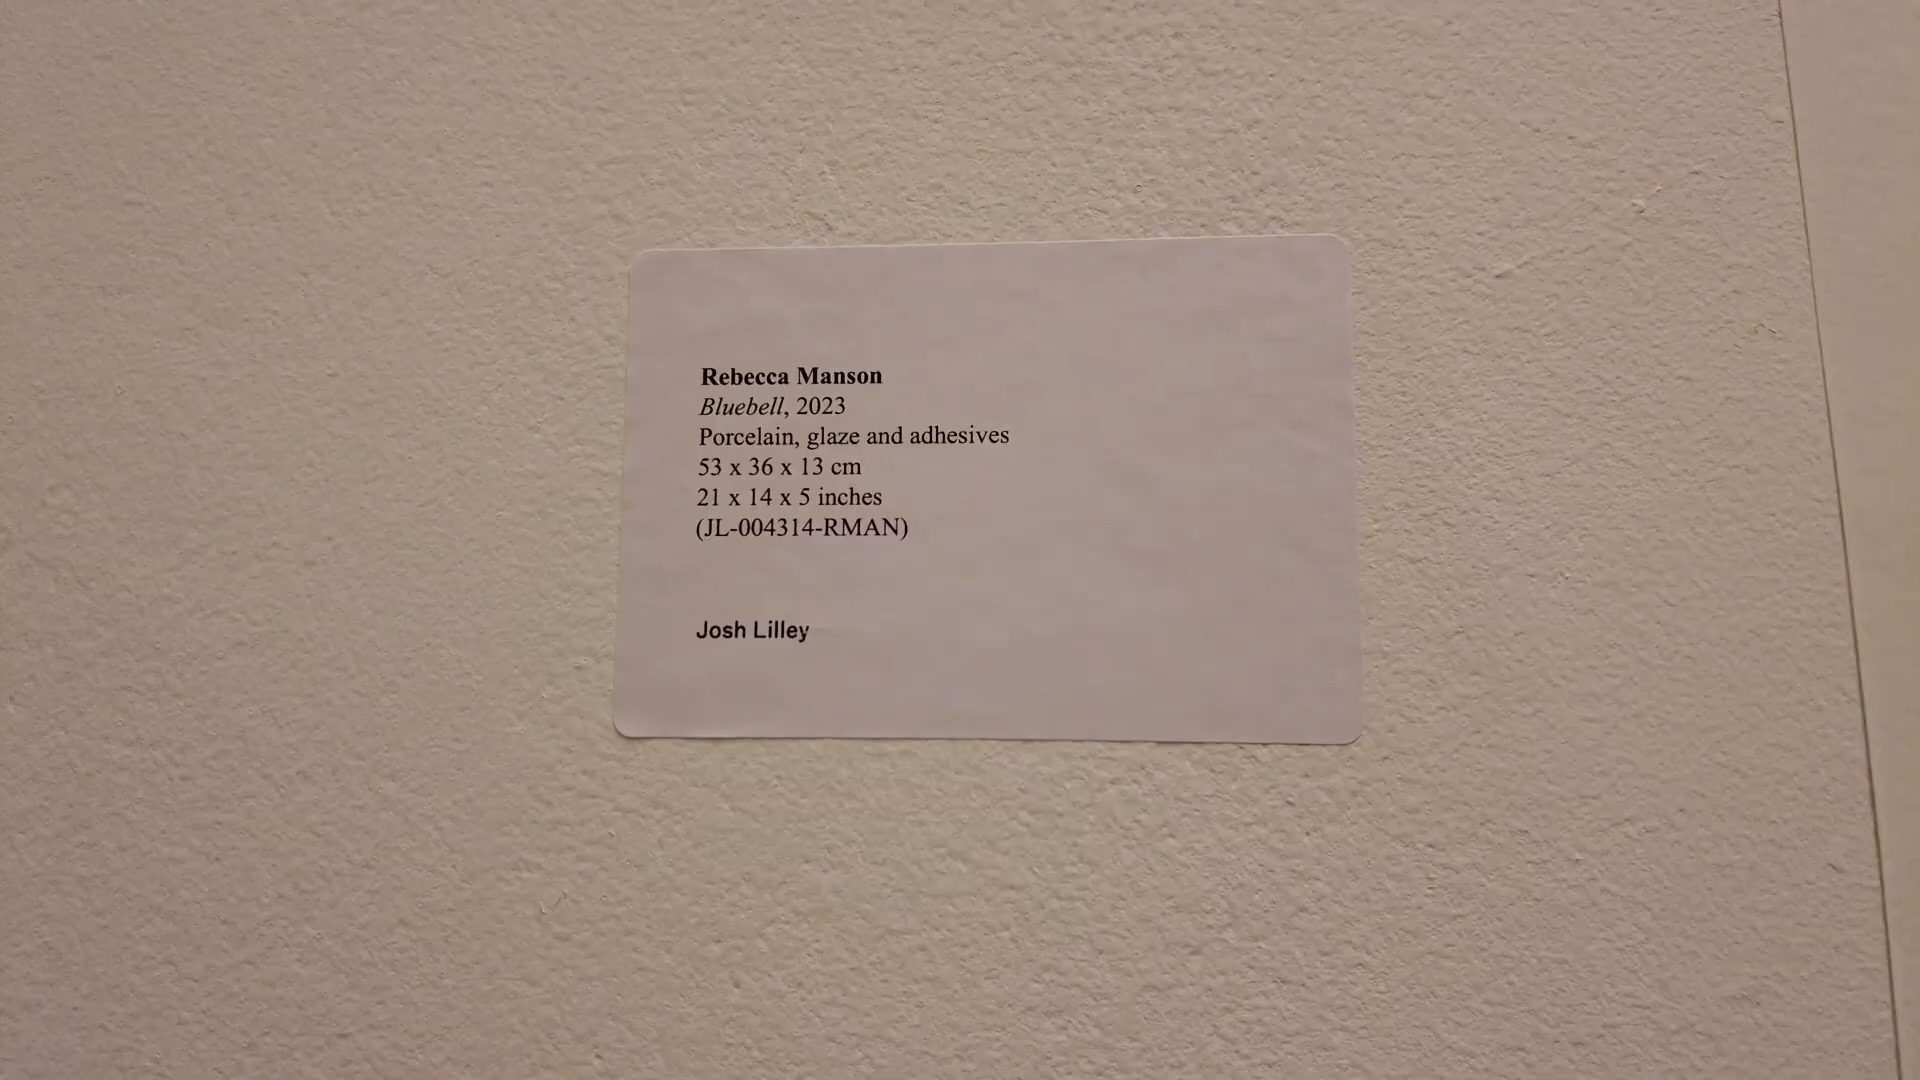 Rebecca Manson
Bluebell, 2023
Porcelain, glaze and adhesives
53 x 36 x 13 cm
21 x 14 x 5 inches
(JL-004314-RMAN)
Josh Lilley